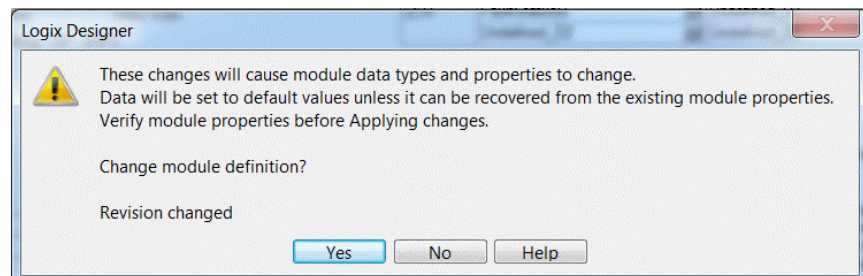 Logix Designer
These changes will cause module data types and properties to change.
Data will be set to default values unless it can be recovered from the existing module properties.
Verify module properties before Applying changes.
Change module definition?
Revision changed
Yes No Help